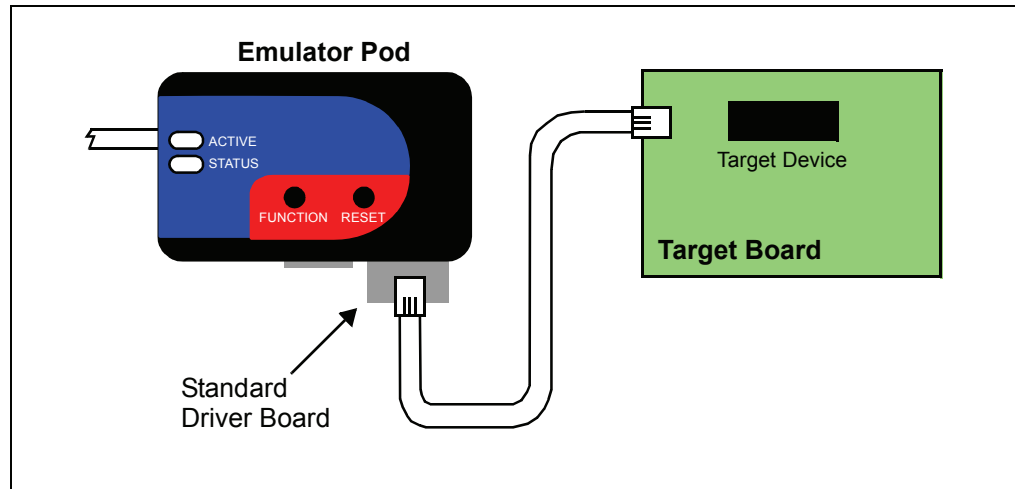 Emulator Pod
ACTIVE
STATUS
FUNCTION
RESET
Target Device
Target Board
Standard
Driver Board